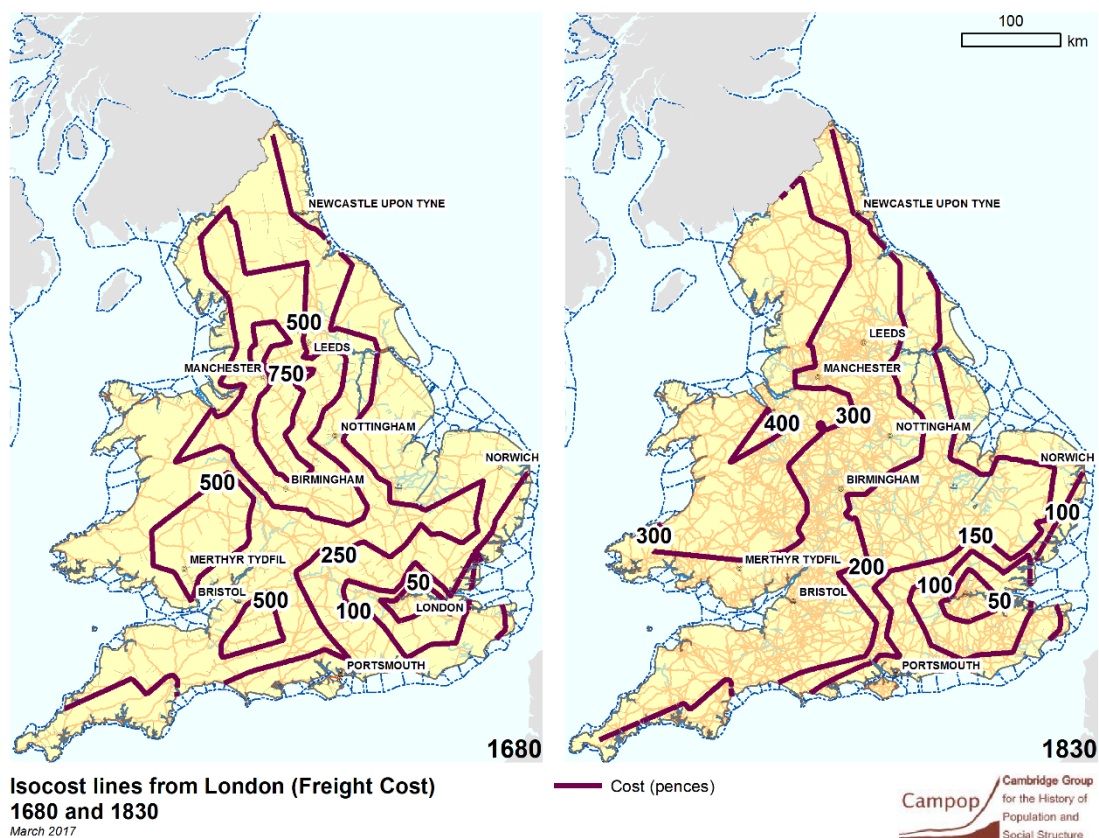 100
km
NEWCASTLE UPON TYNE
500
LEEDS
MANCHESTER
750
NOTTINGHAM
NORWICH
500
BIRMINGHAM
250
MERTHYR TYDFIL
50
BRISTOL
500
100
LONDON
PORTSMOUTH
1680
NEWCASTLE UPON TYNE
LEEDS
MANCHESTER
400
300
NOTTINGHAM
NORWICH
BIRMINGHAM
100
300
150
MERTHYR TYDFIL
200
100
BRISTOL
50
PORTSMOUTH
1830
Isocost lines from London (Freight Cost)
1680 and 1830
March 2017
Cost (pences)
Campop
Cambridge Group
for the History of
Population and
Social Structure